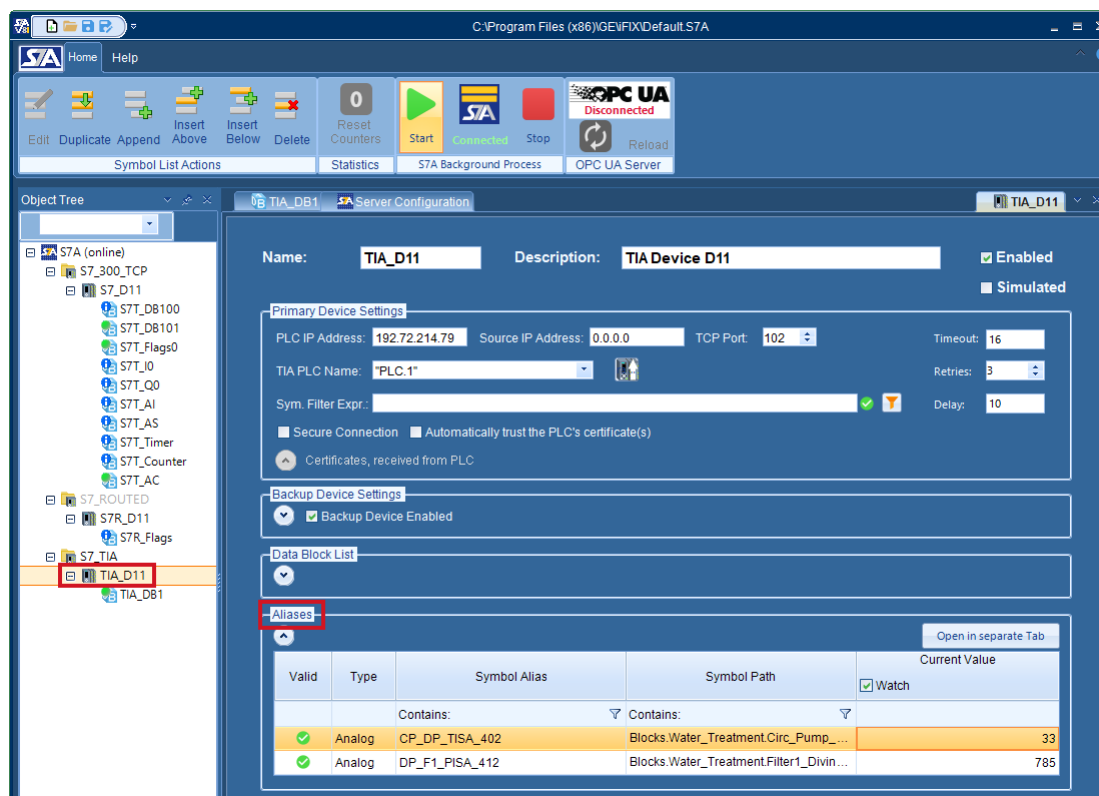 C:\Program Files (x86)\GE\iFIX\Default.S7A
S7A Home Help
Edit Duplicate Append Insert Above Insert Below Delete
Symbol List Actions
0
Reset Counters
Statistics
Start S7A Connected Stop
S7A Background Process
OPC UA
Disconnected
Reload
OPC UA Server
Object Tree
TIA_DB1 Server Configuration TIA_D11
S7A (online)
S7_300_TCP
S7_D11
S7T_DB100
S7T_DB101
S7T_Flags0
S7T_I0
S7T_Q0
S7T_AI
S7T_AS
S7T_Timer
S7T_Counter
S7T_AC
S7_ROUTED
S7R_D11
S7R_Flags
S7_TIA
TIA_D11
TIA_DB1
Name: TIA_D11 Description: TIA Device D11 Enabled
Simulated
Primary Device Settings
PLC IP Address: 192.72.214.79 Source IP Address: 0.0.0.0 TCP Port: 102 Timeout: 16
TIA PLC Name: "PLC.1" Retries: 3
Sym. Filter Expr.: Delay: 10
Secure Connection Automatically trust the PLC's certificate(s)
Certificates, received from PLC
Backup Device Settings
Backup Device Enabled
Data Block List
Aliases
Open in separate Tab
Valid Type Symbol Alias Symbol Path Current Value
Watch
Contains: Contains:
Analog CP_DP_TISA_402 Blocks.Water_Treatment.Circ_Pump_... 33
Analog DP_F1_PISA_412 Blocks.Water_Treatment.Filter1_Divin... 785